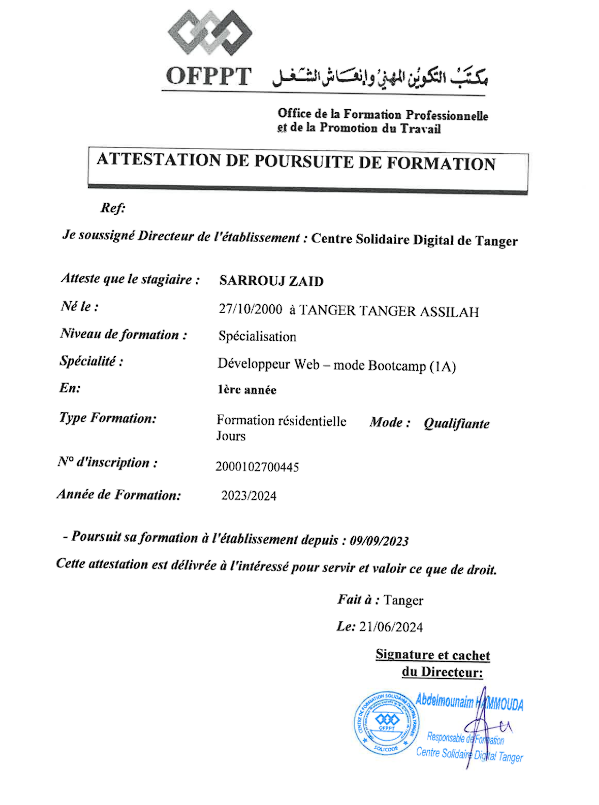 OFPPT
مكتب التكوين المهني وإنعاش الشغل
Office de la Formation Professionnelle
et de la Promotion du Travail
ATTESTATION DE POURSUITE DE FORMATION
Ref:
Je soussigné Directeur de l'établissement : Centre Solidaire Digital de Tanger
Atteste que le stagiaire : SARROUJ ZAID
Né le : 27/10/2000 à TANGER TANGER ASSILAH
Niveau de formation : Spécialisation
Spécialité : Développeur Web – mode Bootcamp (1A)
En: 1ère année
Type Formation: Formation résidentielle Mode : Qualifiante
Jours
N° d'inscription : 2000102700445
Année de Formation: 2023/2024
- Poursuit sa formation à l'établissement depuis : 09/09/2023
Cette attestation est délivrée à l'intéressé pour servir et valoir ce que de droit.
Fait à : Tanger
Le: 21/06/2024
Signature et cachet
du Directeur:
Abdelmounaim HAMMOUDA
Responsable de Formation
Centre Solidaire Digital Tanger
OFPPT